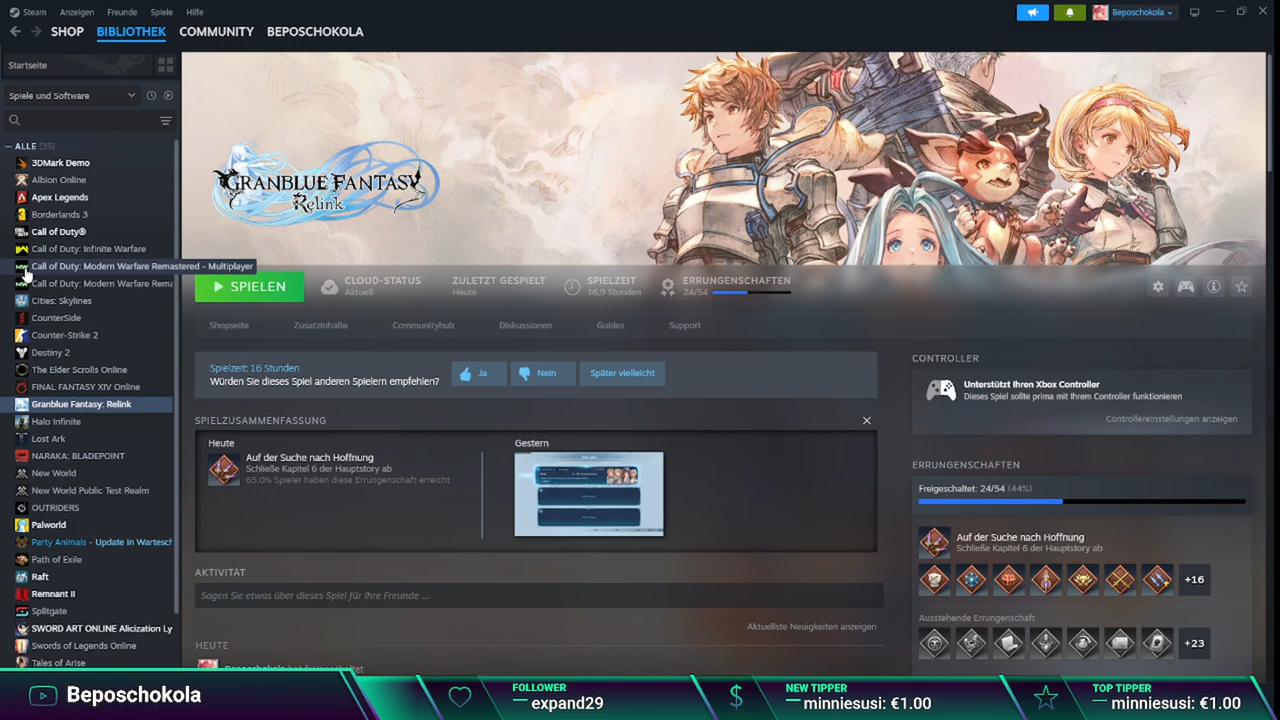 Steam Anzeigen Freunde Spiele Hilfe
Beposchokola
SHOP BIBLIOTHEK COMMUNITY BEPOSCHOKOLA
Startseite
Spiele und Software
ALLE (35)
3DMark Demo
Albion Online
Apex Legends
Borderlands 3
Call of Duty®
Call of Duty: Infinite Warfare
Call of Duty: Modern Warfare Remastered - Multiplayer
Call of Duty: Modern Warfare Rema
Cities: Skylines
CounterSide
Counter-Strike 2
Destiny 2
The Elder Scrolls Online
FINAL FANTASY XIV Online
Granblue Fantasy: Relink
Halo Infinite
Lost Ark
NARAKA: BLADEPOINT
New World
New World Public Test Realm
OUTRIDERS
Palworld
Party Animals - Update in Wartesch
Path of Exile
Raft
Remnant II
Splitgate
SWORD ART ONLINE Alicization Ly
Swords of Legends Online
Tales of Arise
GRANBLUE FANTASY
Relink
SPIELEN
CLOUD-STATUS
Aktuell
ZULETZT GESPIELT
Heute
SPIELZEIT
16,9 Stunden
ERRUNGENSCHAFTEN
24/54
Shopseite Zusatzinhalte Communityhub Diskussionen Guides Support
Spielzeit: 16 Stunden
Würden Sie dieses Spiel anderen Spielern empfehlen?
Ja
Nein
Später vielleicht
SPIELZUSAMMENFASSUNG
Heute
Auf der Suche nach Hoffnung
Schließe Kapitel 6 der Hauptstory ab
65.0% Spieler haben diese Errungenschaft erreicht
Gestern
AKTIVITÄT
Sagen Sie etwas über dieses Spiel für Ihre Freunde ...
Aktuellste Neuigkeiten anzeigen
HEUTE
Beposchokola hat freigeschaltet
CONTROLLER
Unterstützt Ihren Xbox Controller
Dieses Spiel sollte prima mit Ihrem Controller funktionieren
Controllereinstellungen anzeigen
ERRUNGENSCHAFTEN
Freigeschaltet: 24/54 (44%)
Auf der Suche nach Hoffnung
Schließe Kapitel 6 der Hauptstory ab
+16
Ausstehende Errungenschaft
+23
Beposchokola
FOLLOWER
expand29
NEW TIPPER
minniesusi: €1.00
TOP TIPPER
minniesusi: €1.00